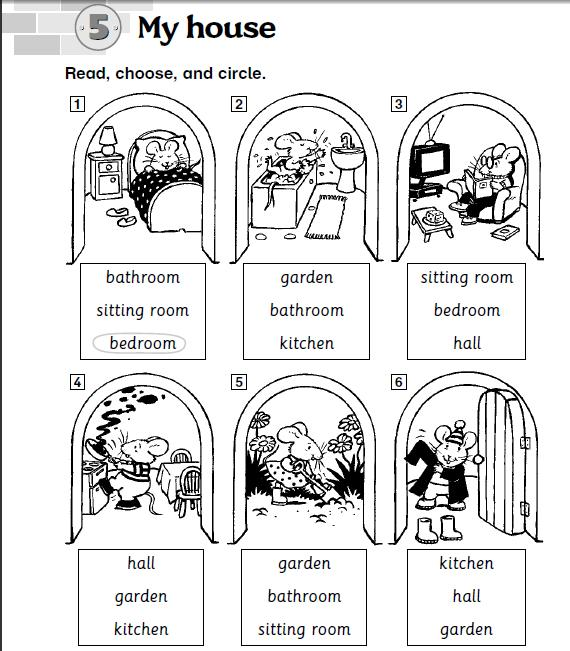 5 My house
Read, choose, and circle.
1
2
3
bathroom
sitting room
bedroom
garden
bathroom
kitchen
sitting room
bedroom
hall
4
5
6
hall
garden
kitchen
garden
bathroom
sitting room
kitchen
hall
garden